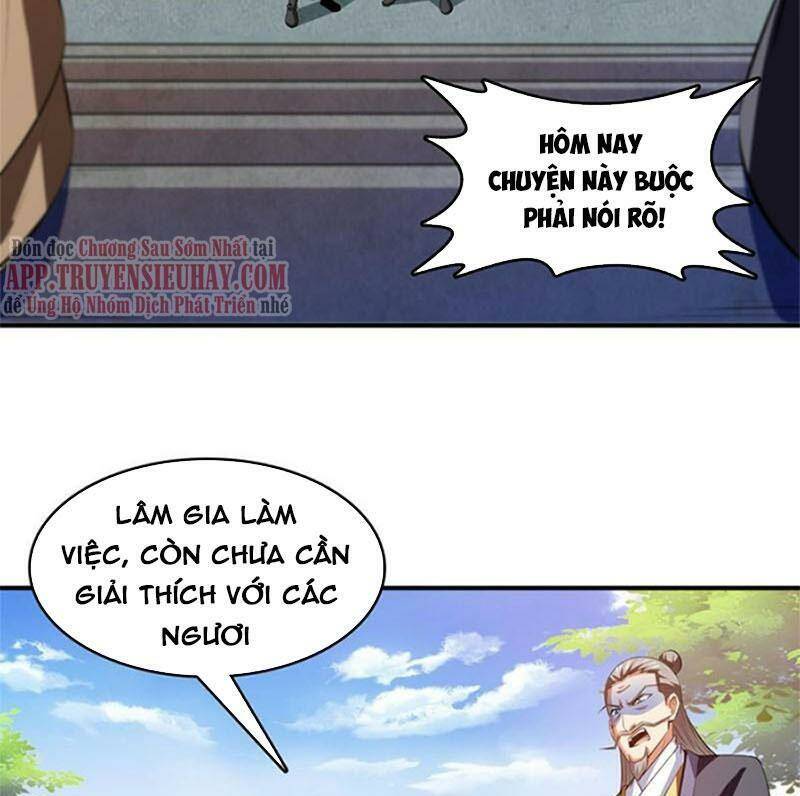 HÔM NAY
CHUYỆN NÀY BUỘC
PHẢI NÓI RÕ!
Đón đọc Chương Sau Sớm Nhất tại
APP.TRUYENSIEUHAY.COM
để Ủng Hộ Nhóm Dịch Phát Triển nhé
LÂM GIA LÀM
VIỆC, CÒN CHƯA CẦN
GIẢI THÍCH VỚI CÁC
NGƯƠI